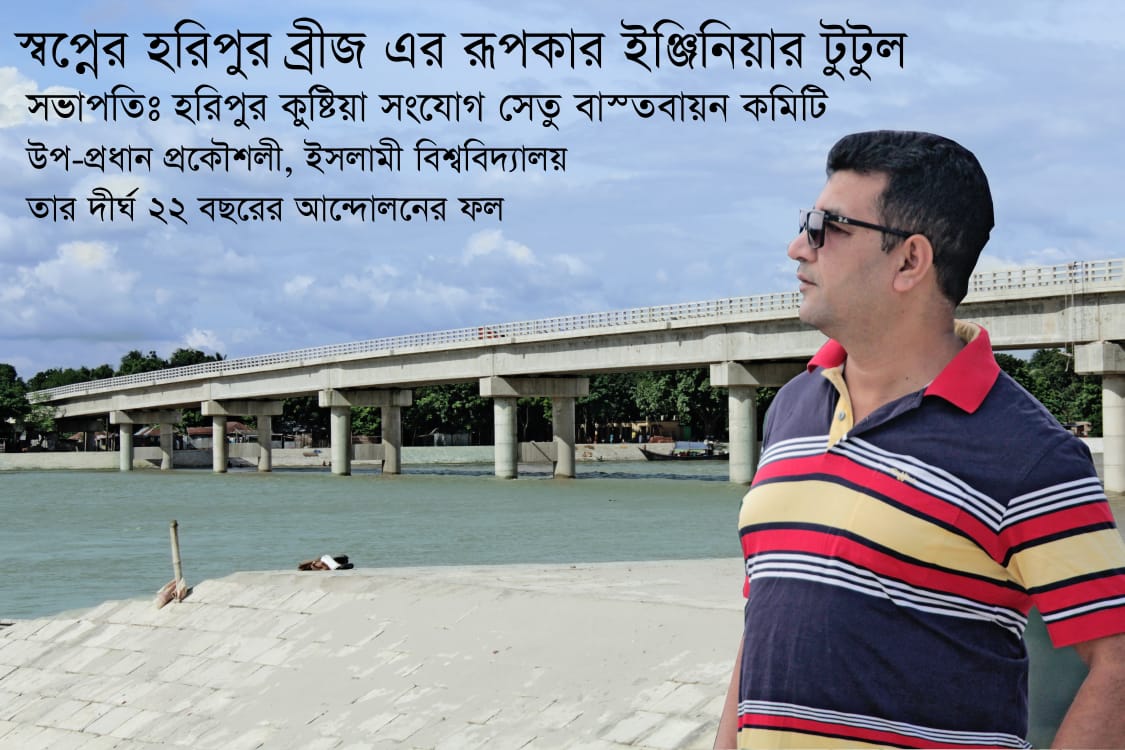 স্বপ্নের হরিপুর ব্রীজ এর রূপকার ইঞ্জিনিয়ার টুটুল
সভাপতিঃ হরিপুর কুষ্টিয়া সংযোগ সেতু বাস্তবায়ন কমিটি
উপ-প্রধান প্রকৌশলী, ইসলামী বিশ্ববিদ্যালয়
তার দীর্ঘ ২২ বছরের আন্দোলনের ফল